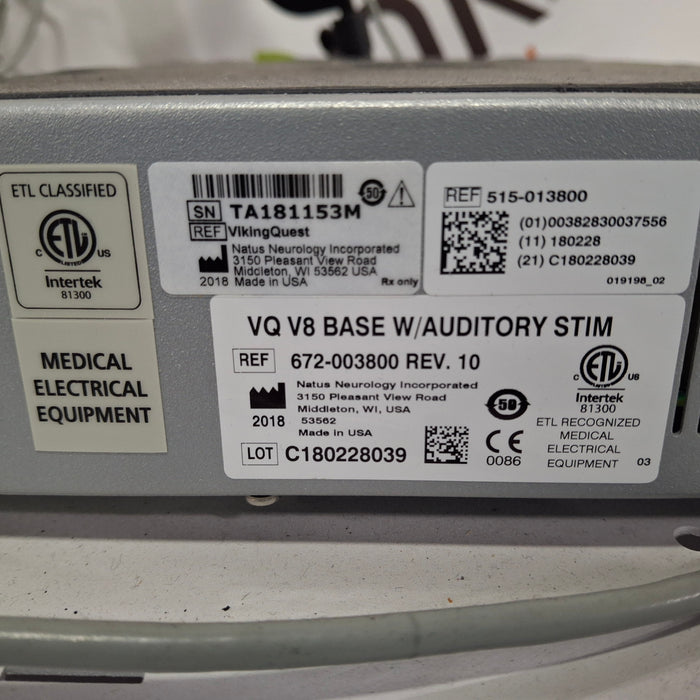 ETL CLASSIFIED
C ETL US
LISTED
Intertek
81300
MEDICAL
ELECTRICAL
EQUIPMENT
50
SN TA181153M
REF VikingQuest
Natus Neurology Incorporated
3150 Pleasant View Road
Middleton, WI 53562 USA
2018 Made in USA
Rx only
REF 515-013800
(01)00382830037556
(11) 180228
(21) C180228039
019198_02
VQ V8 BASE W/AUDITORY STIM
REF 672-003800 REV. 10
Natus Neurology Incorporated
3150 Pleasant View Road
Middleton, WI, USA
2018 53562
Made in USA
LOT C180228039
50
CE
0086
C ETL US
Intertek
81300
ETL RECOGNIZED
MEDICAL
ELECTRICAL
EQUIPMENT 03